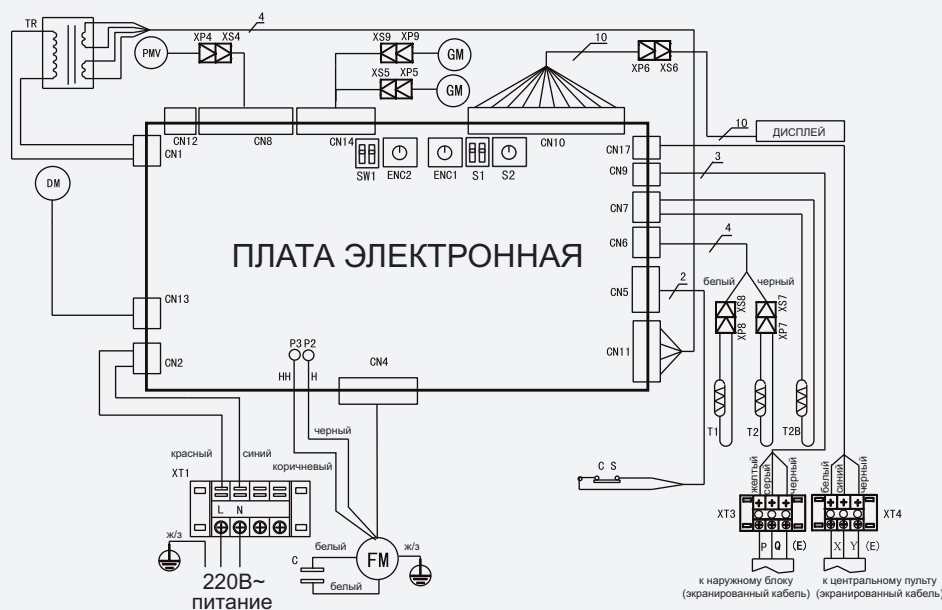 TR
4
PMV
XP4 XS4
XS9 XP9
GM
XS5 XP5
GM
10
XP6 XS6
10
ДИСПЛЕЙ
CN12
CN8
CN14
CN10
CN1
SW1
ENC2
ENC1
S1
S2
CN17
CN9
3
CN7
CN6
4
DM
ПЛАТА ЭЛЕКТРОННАЯ
CN13
CN5
2
белый
черный
XS8
XP8
XS7
XP7
CN2
P3 P2
HH
H
CN4
CN11
T1
T2
T2B
черный
красный
синий
коричневый
XT1
L N
C S
желтый
серый
черный
белый
синий
черный
XT3
XT4
P Q (E)
X Y (E)
ж/з
220В~
питание
C
белый
белый
FM
ж/з
к наружному блоку
(экранированный кабель)
к центральному пульту
(экранированный кабель)